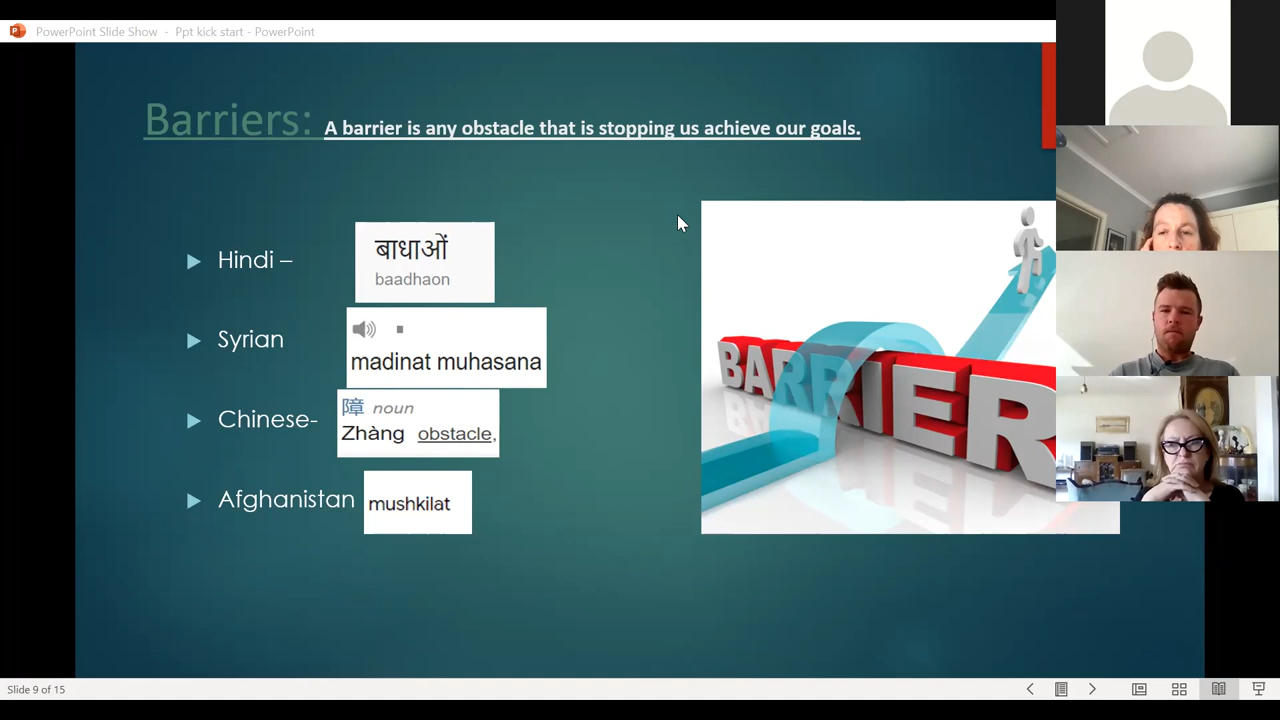 PowerPoint Slide Show - Ppt kick start - PowerPoint
Barriers: A barrier is any obstacle that is stopping us achieve our goals.
Hindi –
बाधाओं
baadhaon
Syrian
madinat muhasana
Chinese-
障 noun
Zhàng obstacle,
Afghanistan
mushkilat
BARRIER
Slide 9 of 15